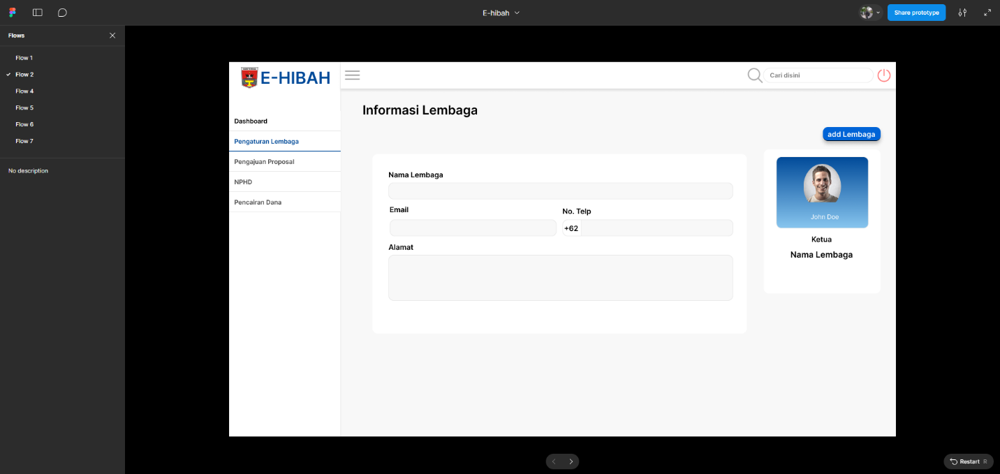 E-hibah
Share prototype
Flows
Flow 1
Flow 2
Flow 4
Flow 5
Flow 6
Flow 7
No description
E-HIBAH
Cari disini
Dashboard
Pengaturan Lembaga
Pengajuan Proposal
NPHD
Pencairan Dana
Informasi Lembaga
add Lembaga
Nama Lembaga
Email
No. Telp
+62
Alamat
John Doe
Ketua
Nama Lembaga
Restart R